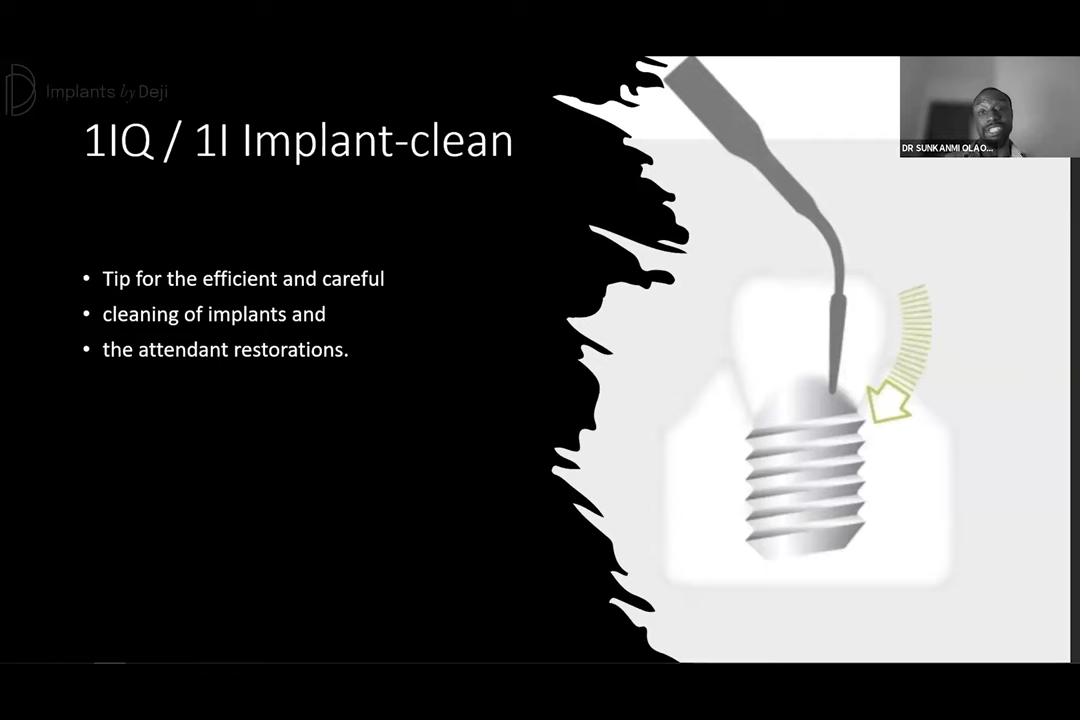 Implants by Deji
1IQ / 1I Implant-clean
• Tip for the efficient and careful
• cleaning of implants and
• the attendant restorations.
DR SUNKANMI OLAO...